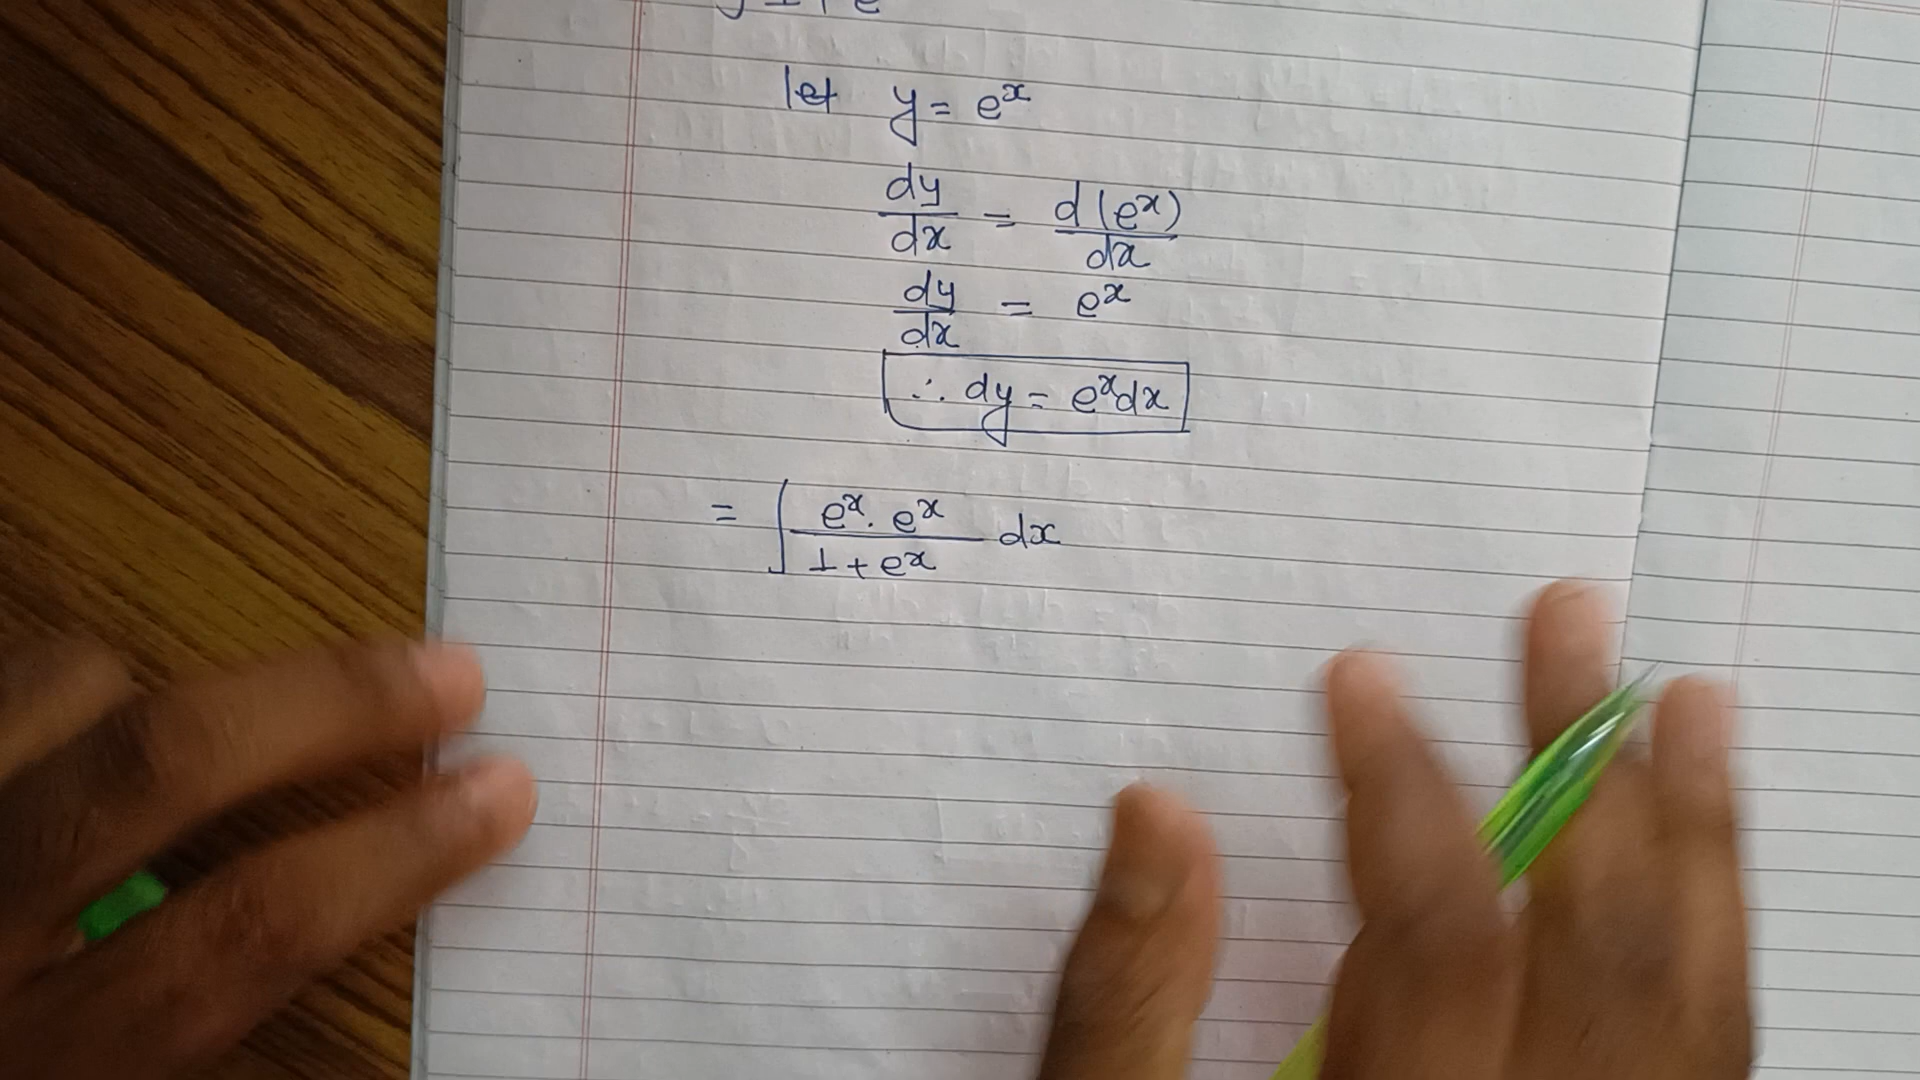 let y = e^x
dy/dx = d(e^x)/dx
dy/dx = e^x
∴ dy = e^x dx
= ∫ e^x . e^x / 1 + e^x dx